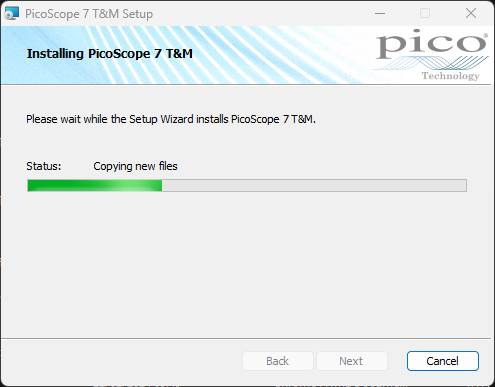 PicoScope 7 T&M Setup
Installing PicoScope 7 T&M
pico®
Technology
Please wait while the Setup Wizard installs PicoScope 7 T&M.
Status: Copying new files
Back Next Cancel